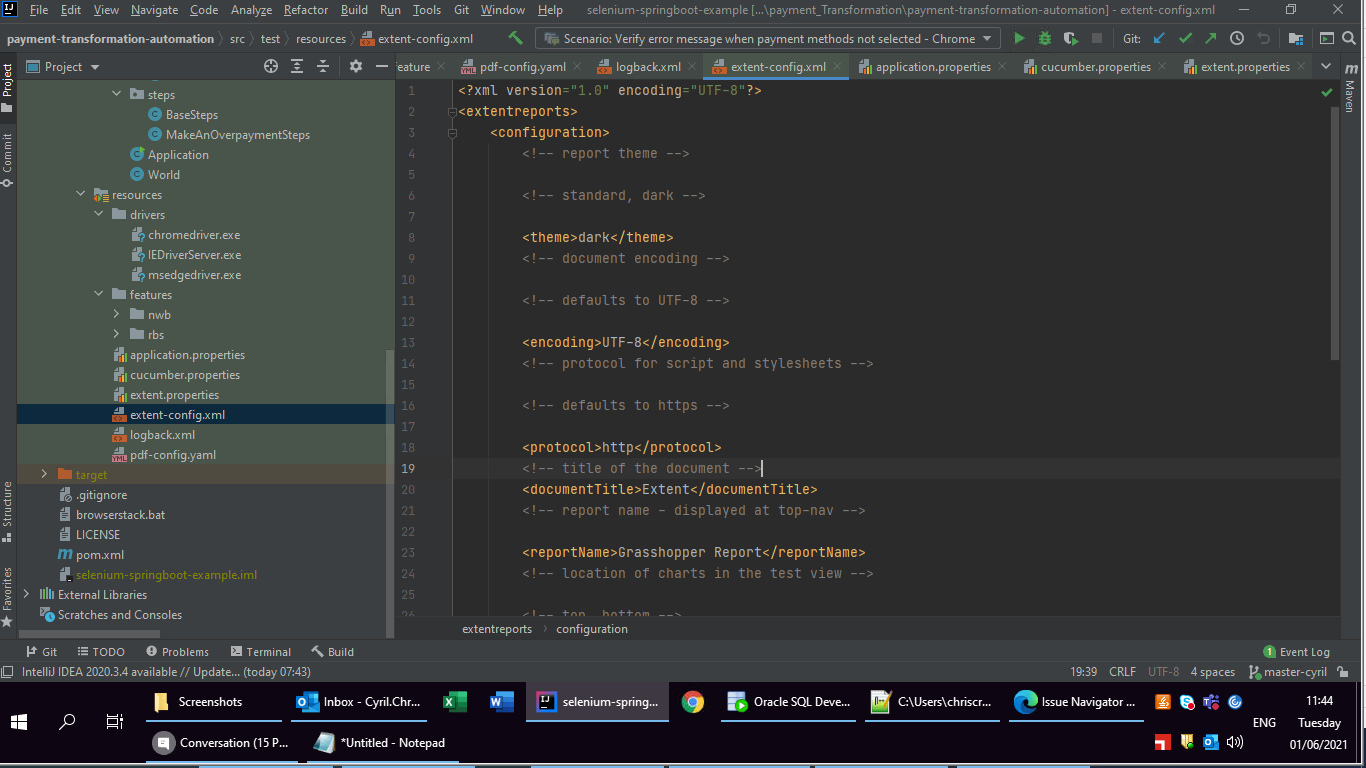 File Edit View Navigate Code Analyze Refactor Build Run Tools Git Window Help selenium-springboot-example [...\payment_Transformation\payment-transformation-automation] - extent-config.xml
payment-transformation-automation src test resources extent-config.xml Scenario: Verify error message when payment methods not selected - Chrome Git:
Project
eature pdf-config.yaml logback.xml extent-config.xml application.properties cucumber.properties extent.properties
Project
Commit
Structure
Favorites
Maven
steps
BaseSteps
MakeAnOverpaymentSteps
Application
World
resources
drivers
chromedriver.exe
IEDriverServer.exe
msedgedriver.exe
features
nwb
rbs
application.properties
cucumber.properties
extent.properties
extent-config.xml
logback.xml
pdf-config.yaml
target
.gitignore
browserstack.bat
LICENSE
pom.xml
selenium-springboot-example.iml
External Libraries
Scratches and Consoles
1 <?xml version="1.0" encoding="UTF-8"?>
2 <extentreports>
3 <configuration>
4 <!-- report theme -->
5
6 <!-- standard, dark -->
7
8 <theme>dark</theme>
9 <!-- document encoding -->
10
11 <!-- defaults to UTF-8 -->
12
13 <encoding>UTF-8</encoding>
14 <!-- protocol for script and stylesheets -->
15
16 <!-- defaults to https -->
17
18 <protocol>http</protocol>
19 <!-- title of the document -->
20 <documentTitle>Extent</documentTitle>
21 <!-- report name - displayed at top-nav -->
22
23 <reportName>Grasshopper Report</reportName>
24 <!-- location of charts in the test view -->
25
26 <!-- top, bottom -->
extentreports configuration
Git TODO Problems Terminal Build 1 Event Log
IntelliJ IDEA 2020.3.4 available // Update... (today 07:43) 19:39 CRLF UTF-8 4 spaces master-cyril
Screenshots Inbox - Cyril.Chr... selenium-spring... Oracle SQL Deve... C:\Users\chriscr... Issue Navigator ...
Conversation (15 P... *Untitled - Notepad
ENG
11:44
Tuesday
01/06/2021